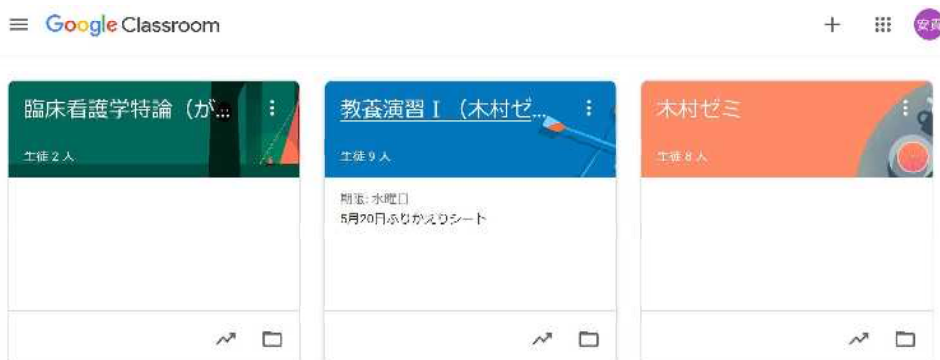 Google Classroom
安貞
臨床看護学特論（が...
生徒 2 人
教養演習Ⅰ（木村ゼ...
生徒 9 人
期限: 水曜日
5月20日ふりかえりシート
木村ゼミ
生徒 8 人